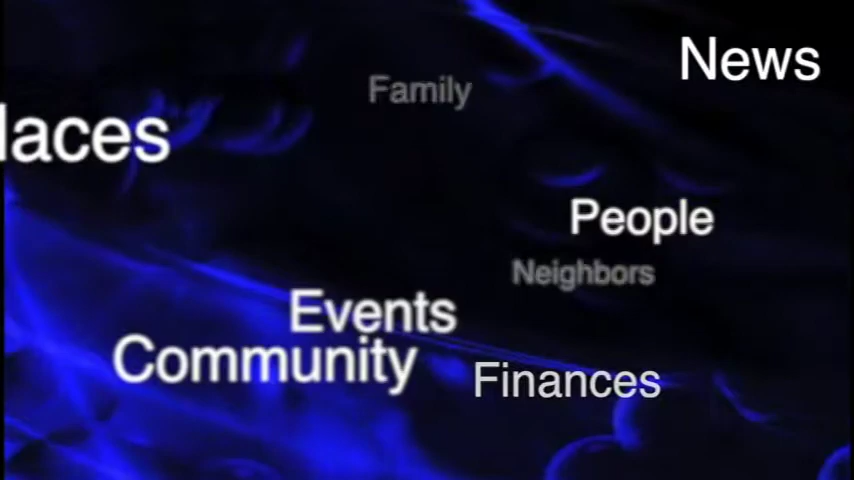 News
Family
laces
People
Neighbors
Events
Community
Finances